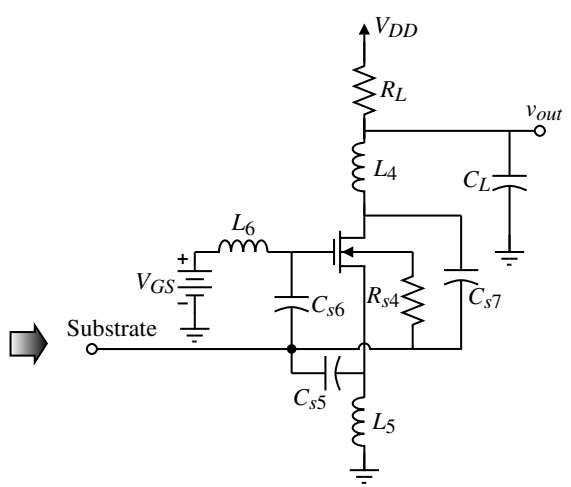 V_DD
R_L
v_out
L_4
C_L
L_6
+
V_GS
−
C_s6
R_s4
C_s7
Substrate
C_s5
L_5